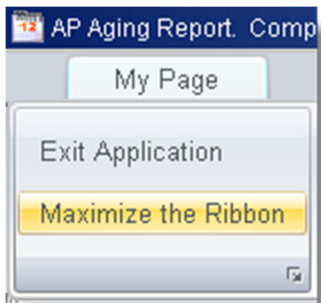 AP Aging Report. Comp
My Page
Exit Application
Maximize the Ribbon